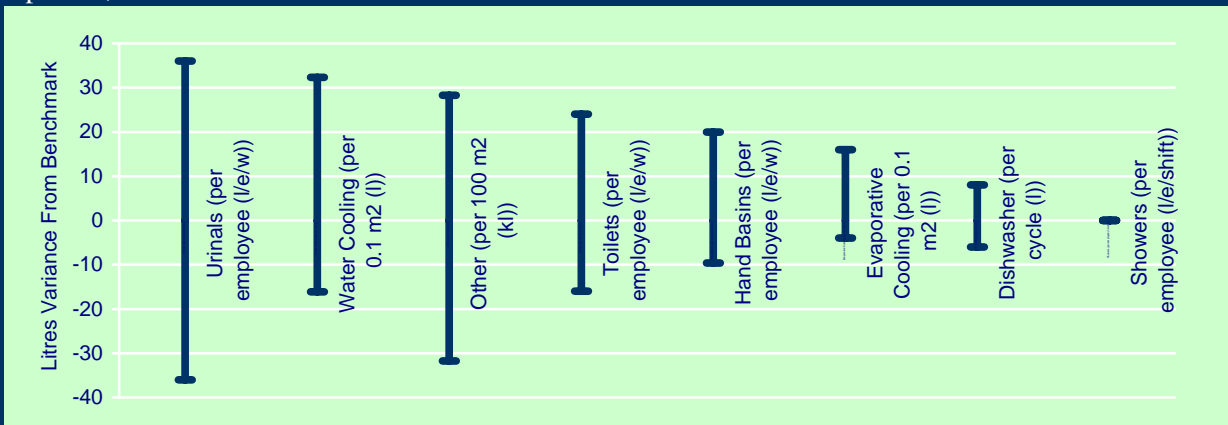 Litres Variance From Benchmark
40
30
20
10
0
-10
-20
-30
-40
Urinals (per
employee (l/e/w))
Water Cooling (per
0.1 m2 (l))
Other (per 100 m2
(kl))
Toilets (per
employee (l/e/w))
Hand Basins (per
employee (l/e/w))
Evaporative
Cooling (per 0.1
m2 (l))
Dishwasher (per
cycle (l))
Showers (per
employee (l/e/shift))